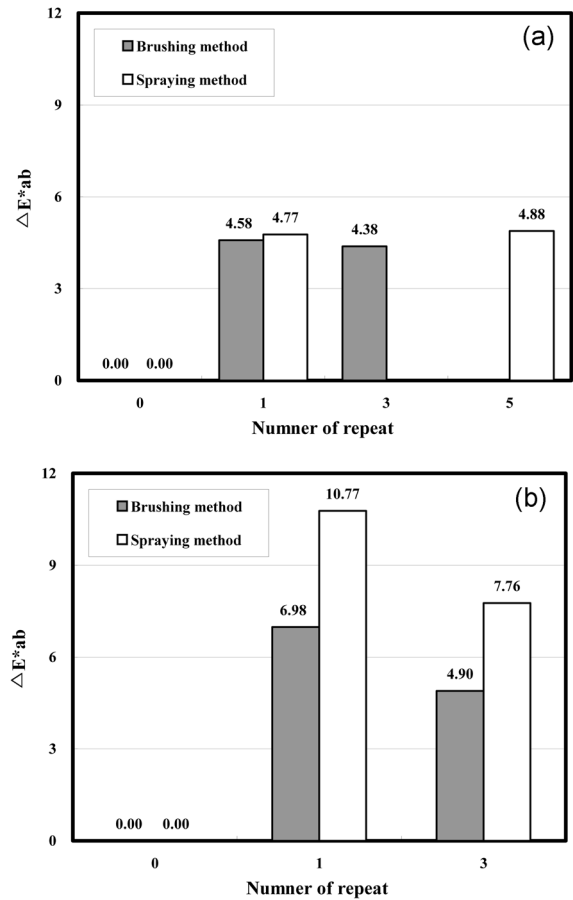 12
(a)
Brushing method
Spraying method
9
△E*ab
6
4.58
4.77
4.38
4.88
3
0.00
0.00
0
0
1
3
5
Numner of repeat
12
(b)
10.77
Brushing method
Spraying method
9
7.76
6.98
△E*ab
6
4.90
3
0.00
0.00
0
0
1
3
Numner of repeat